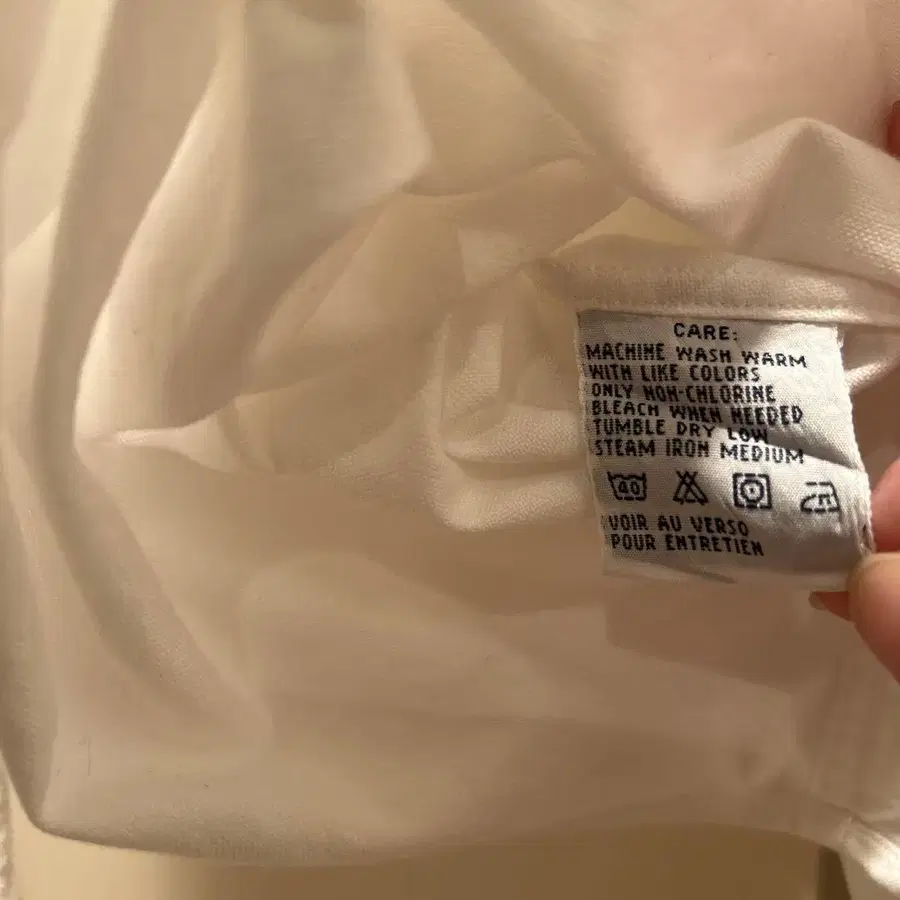 CARE:
MACHINE WASH WARM
WITH LIKE COLORS
ONLY NON-CHLORINE
BLEACH WHEN NEEDED
TUMBLE DRY LOW
STEAM IRON MEDIUM
40
VOIR AU VERSO
POUR ENTRETIEN